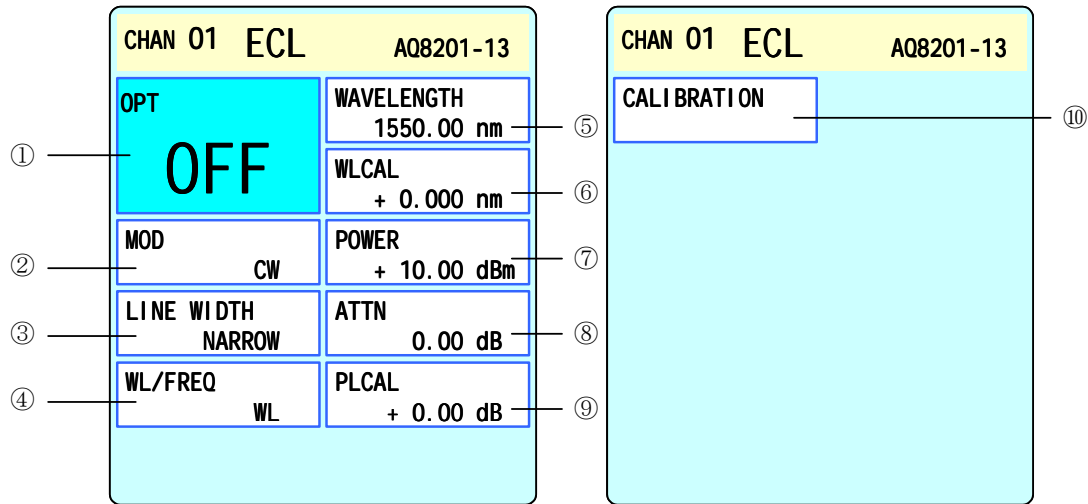 CHAN 01 ECL AQ8201-13
OPT
OFF
①
MOD
CW
②
LINE WIDTH
NARROW
③
WL/FREQ
WL
④
WAVELENGTH
1550.00 nm
⑤
WLCAL
+ 0.000 nm
⑥
POWER
+ 10.00 dBm
⑦
ATTN
0.00 dB
⑧
PLCAL
+ 0.00 dB
⑨
CHAN 01 ECL AQ8201-13
CALIBRATION
⑩